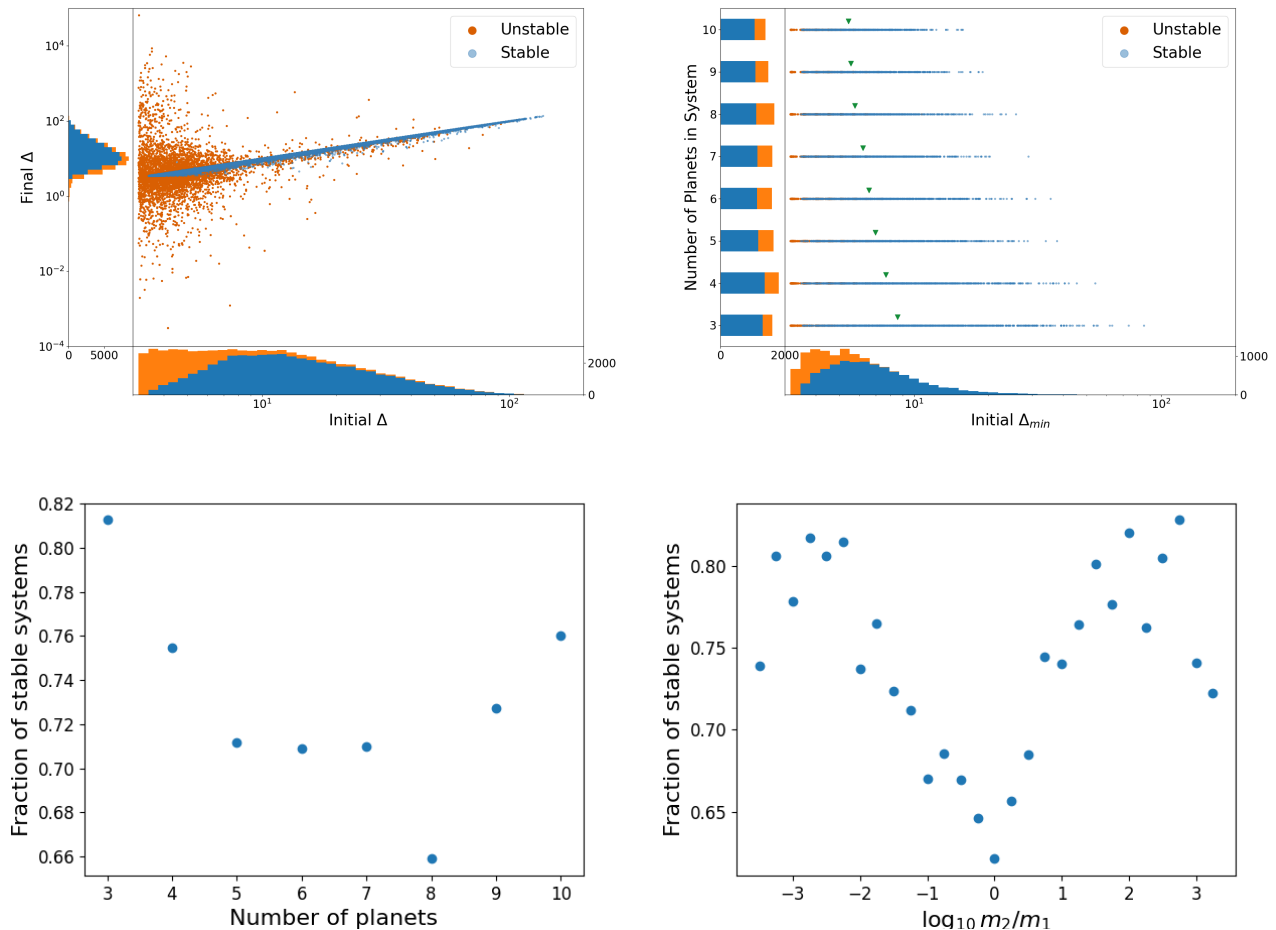 Unstable
Stable
Final Δ
10⁴
10²
10⁰
10⁻²
10⁻⁴
0 5000
2000
0
10¹ 10²
Initial Δ
Unstable
Stable
Number of Planets in System
10
9
8
7
6
5
4
3
0 2000
1000
0
10¹ 10²
Initial Δ_min
Fraction of stable systems
0.82
0.80
0.78
0.76
0.74
0.72
0.70
0.68
0.66
3 4 5 6 7 8 9 10
Number of planets
Fraction of stable systems
0.80
0.75
0.70
0.65
−3 −2 −1 0 1 2 3
log₁₀ m₂/m₁